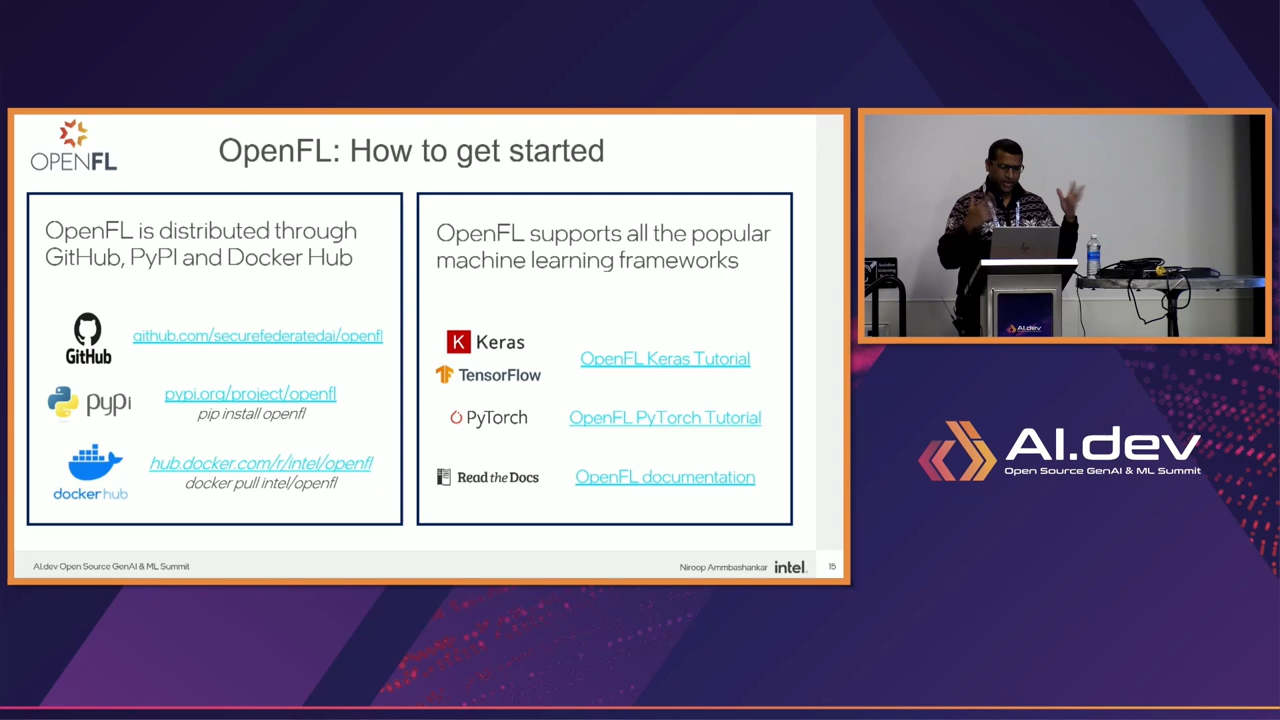 OPENFL
OpenFL: How to get started
OpenFL is distributed through
GitHub, PyPI and Docker Hub
GitHub
github.com/securefederatedai/openfl
pypi
pypi.org/project/openfl
pip install openfl
docker hub
hub.docker.com/r/intel/openfl
docker pull intel/openfl
OpenFL supports all the popular
machine learning frameworks
K Keras
TensorFlow
OpenFL Keras Tutorial
PyTorch
OpenFL PyTorch Tutorial
Read the Docs
OpenFL documentation
AI.dev Open Source GenAI & ML Summit
Niroop Ammbashankar
intel.
15
AI.dev
AI.dev
Open Source GenAI & ML Summit